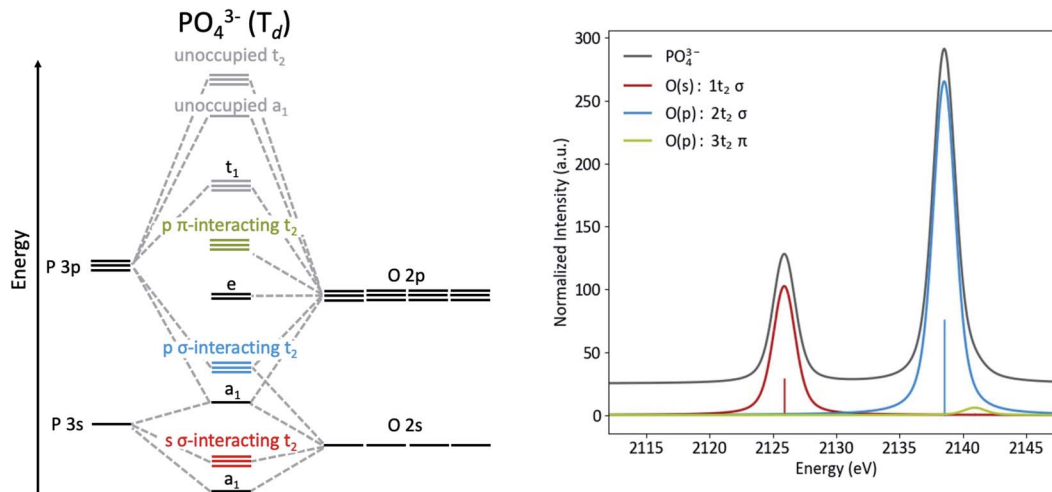 PO₄³⁻ (T_d)
unoccupied t₂
unoccupied a₁
t₁
p π-interacting t₂
P 3p
e
O 2p
p σ-interacting t₂
a₁
P 3s
O 2s
s σ-interacting t₂
a₁
Energy
300
250
200
150
100
50
0
Normalized Intensity (a.u.)
PO₄³⁻
O(s): 1t₂ σ
O(p): 2t₂ σ
O(p): 3t₂ π
2115 2120 2125 2130 2135 2140 2145
Energy (eV)